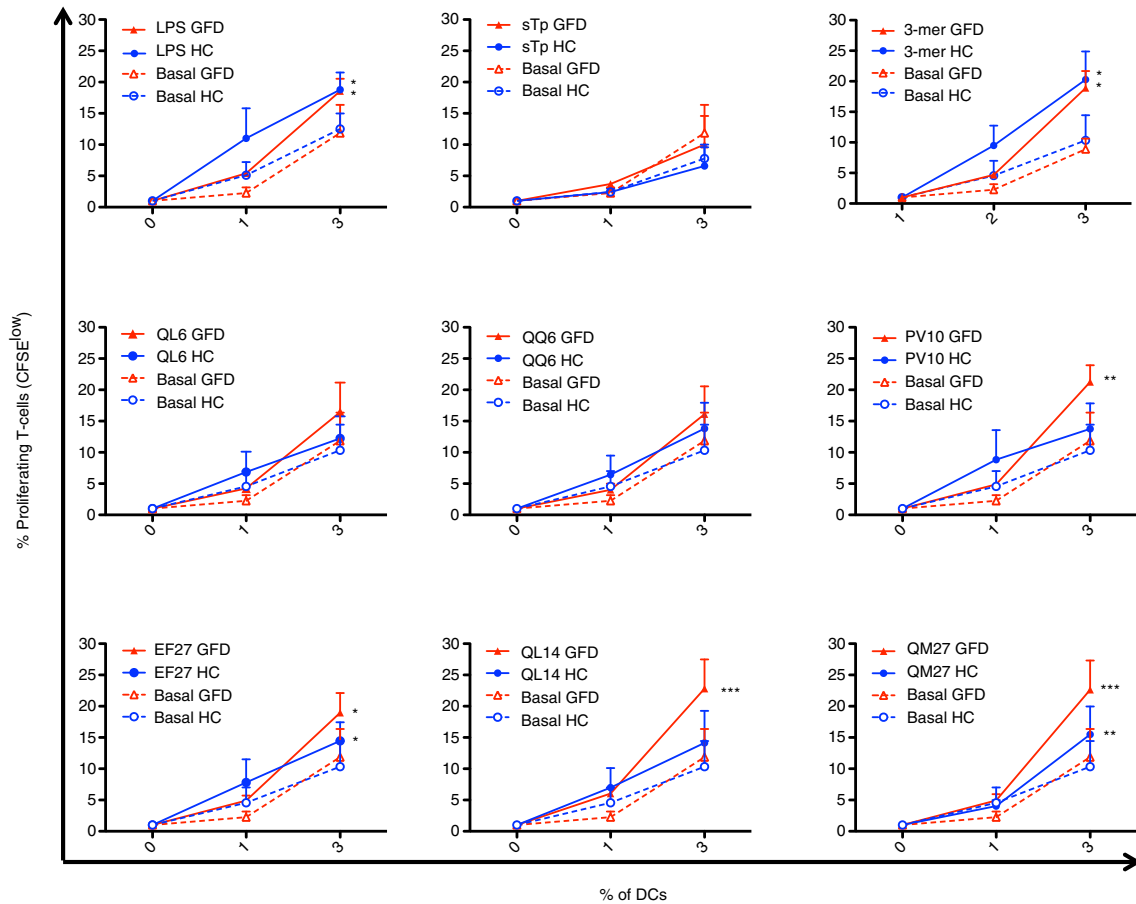 % Proliferating T-cells (CFSE^low)
30
25
20
15
10
5
0
LPS GFD
LPS HC
Basal GFD
Basal HC
*
*
0
1
3
30
25
20
15
10
5
0
sTp GFD
sTp HC
Basal GFD
Basal HC
0
1
3
30
25
20
15
10
5
0
3-mer GFD
3-mer HC
Basal GFD
Basal HC
*
*
1
2
3
30
25
20
15
10
5
0
QL6 GFD
QL6 HC
Basal GFD
Basal HC
0
1
3
30
25
20
15
10
5
0
QQ6 GFD
QQ6 HC
Basal GFD
Basal HC
0
1
3
30
25
20
15
10
5
0
PV10 GFD
PV10 HC
Basal GFD
Basal HC
**
0
1
3
30
25
20
15
10
5
0
EF27 GFD
EF27 HC
Basal GFD
Basal HC
*
*
0
1
3
30
25
20
15
10
5
0
QL14 GFD
QL14 HC
Basal GFD
Basal HC
***
0
1
3
30
25
20
15
10
5
0
QM27 GFD
QM27 HC
Basal GFD
Basal HC
***
**
0
1
3
% of DCs